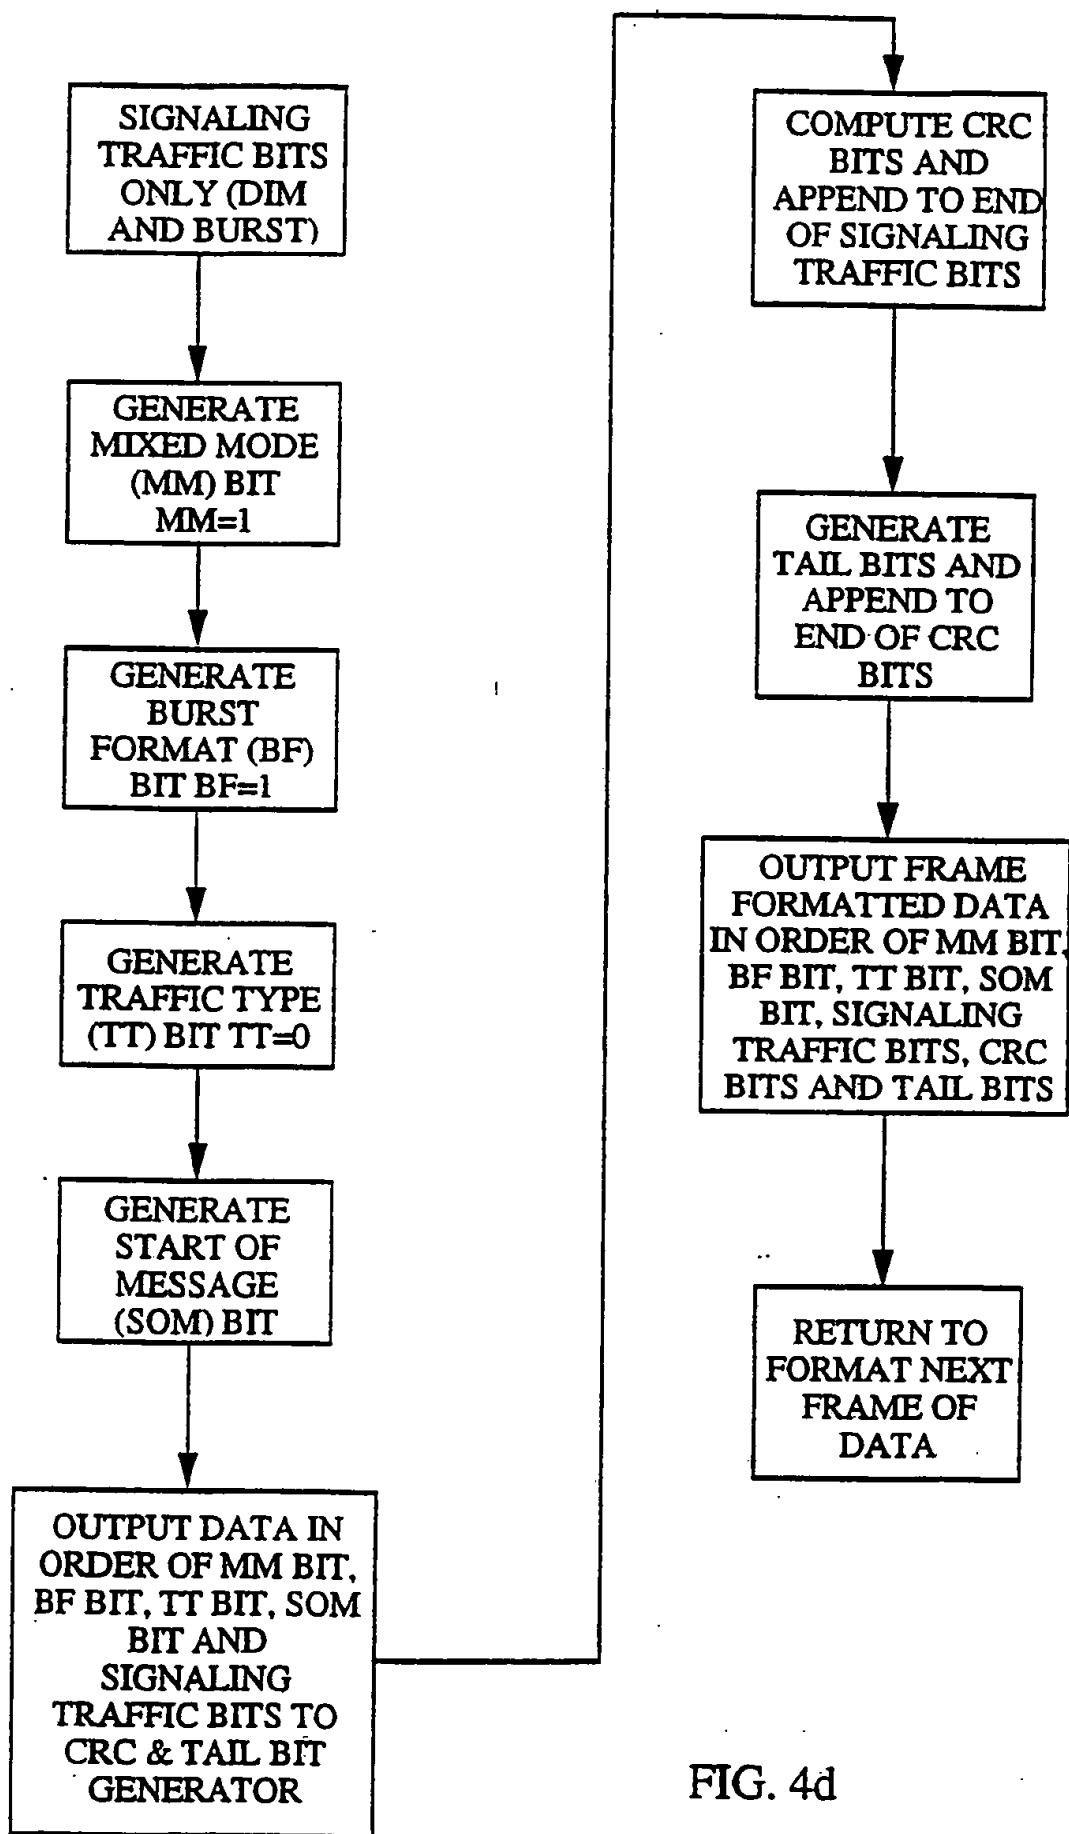 SIGNALING
TRAFFIC BITS
ONLY (DIM
AND BURST)
GENERATE
MIXED MODE
(MM) BIT
MM=1
GENERATE
BURST
FORMAT (BF)
BIT BF=1
GENERATE
TRAFFIC TYPE
(TT) BIT TT=0
GENERATE
START OF
MESSAGE
(SOM) BIT
OUTPUT DATA IN
ORDER OF MM BIT,
BF BIT, TT BIT, SOM
BIT AND
SIGNALING
TRAFFIC BITS TO
CRC & TAIL BIT
GENERATOR
COMPUTE CRC
BITS AND
APPEND TO END
OF SIGNALING
TRAFFIC BITS
GENERATE
TAIL BITS AND
APPEND TO
END OF CRC
BITS
OUTPUT FRAME
FORMATTED DATA
IN ORDER OF MM BIT,
BF BIT, TT BIT, SOM
BIT, SIGNALING
TRAFFIC BITS, CRC
BITS AND TAIL BITS
RETURN TO
FORMAT NEXT
FRAME OF
DATA
FIG. 4d